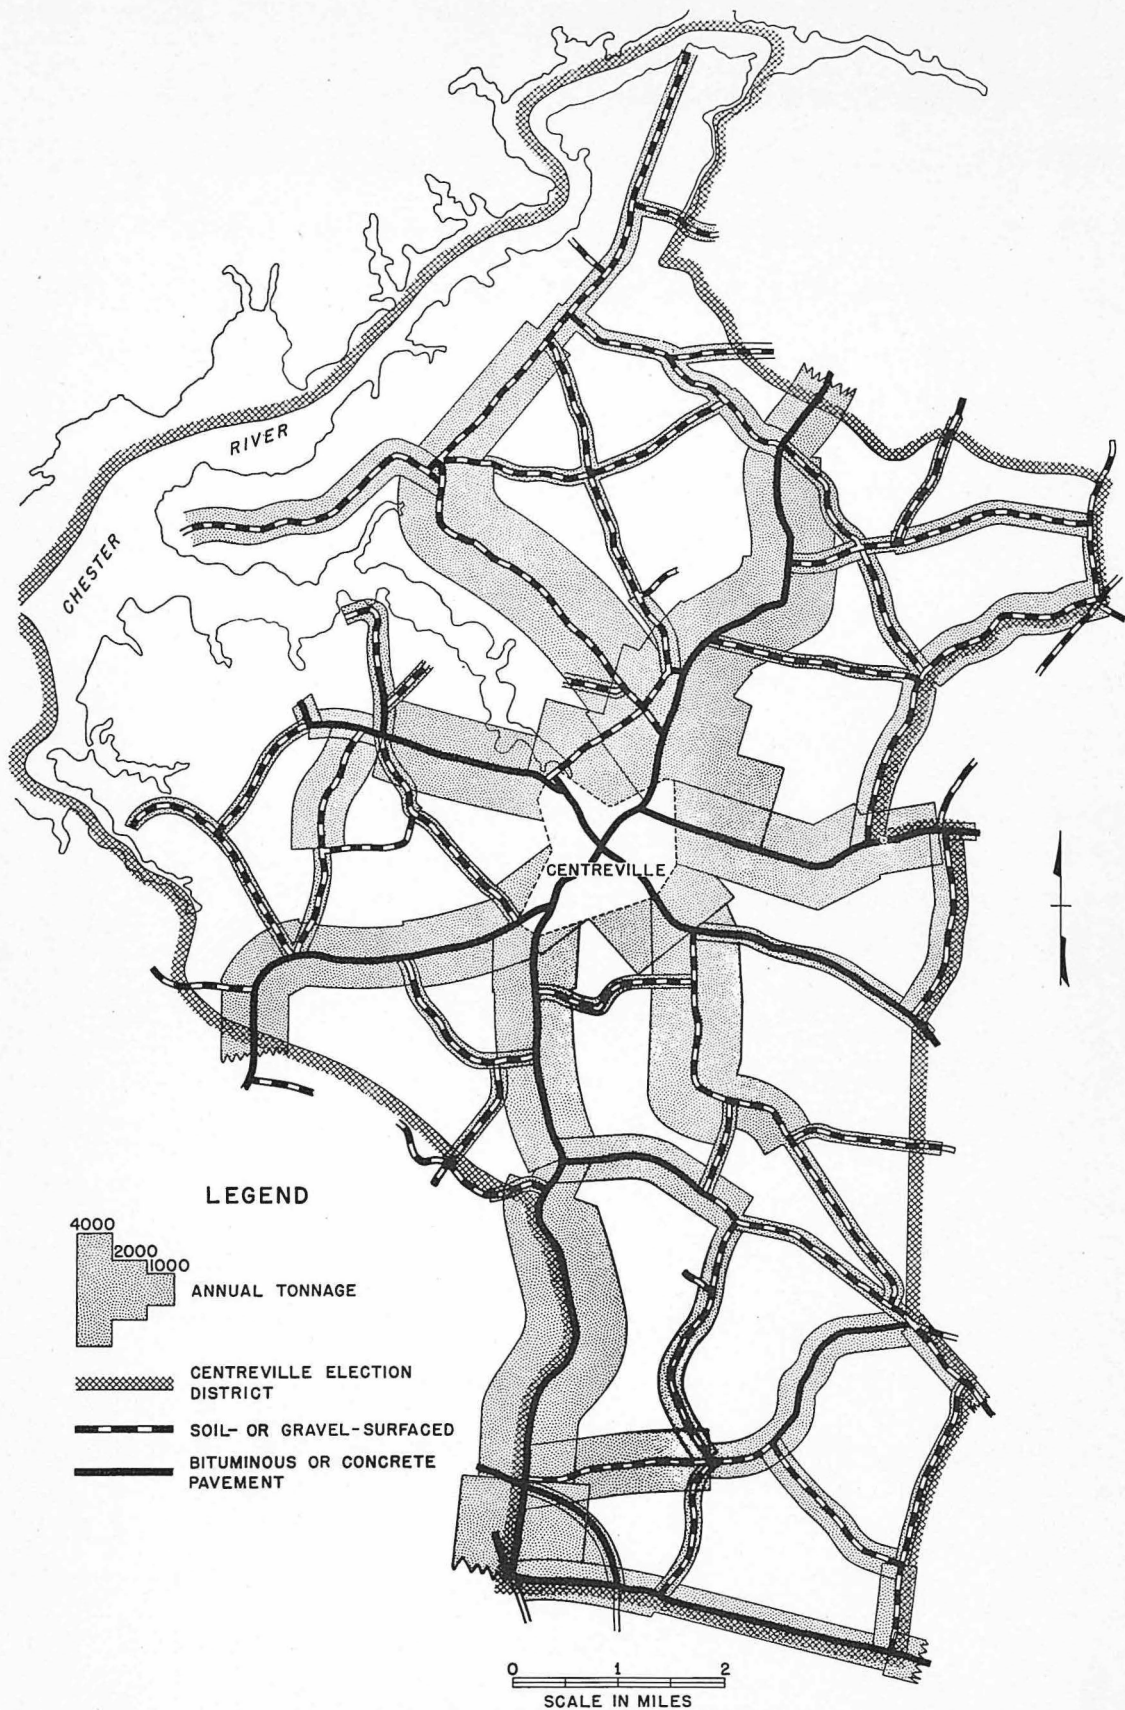 RIVER
CHESTER
CENTREVILLE
LEGEND
4000
2000
1000
ANNUAL TONNAGE
CENTREVILLE ELECTION
DISTRICT
SOIL- OR GRAVEL-SURFACED
BITUMINOUS OR CONCRETE
PAVEMENT
0 1 2
SCALE IN MILES